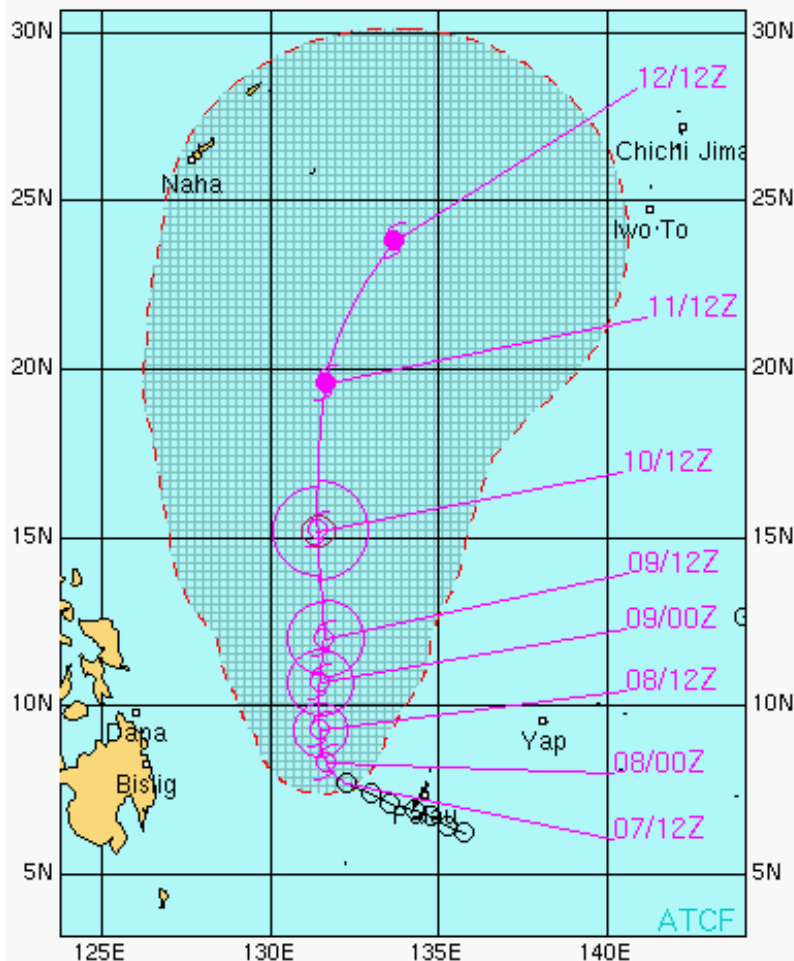 30N
30N
12/12Z
Chichi Jima
Naha
25N
25N
Iwo To
11/12Z
20N
20N
10/12Z
15N
15N
09/12Z
09/00Z
G
08/12Z
10N
10N
Dapa
Yap
Bislig
08/00Z
Palau
07/12Z
5N
5N
ATCF
125E
130E
135E
140E